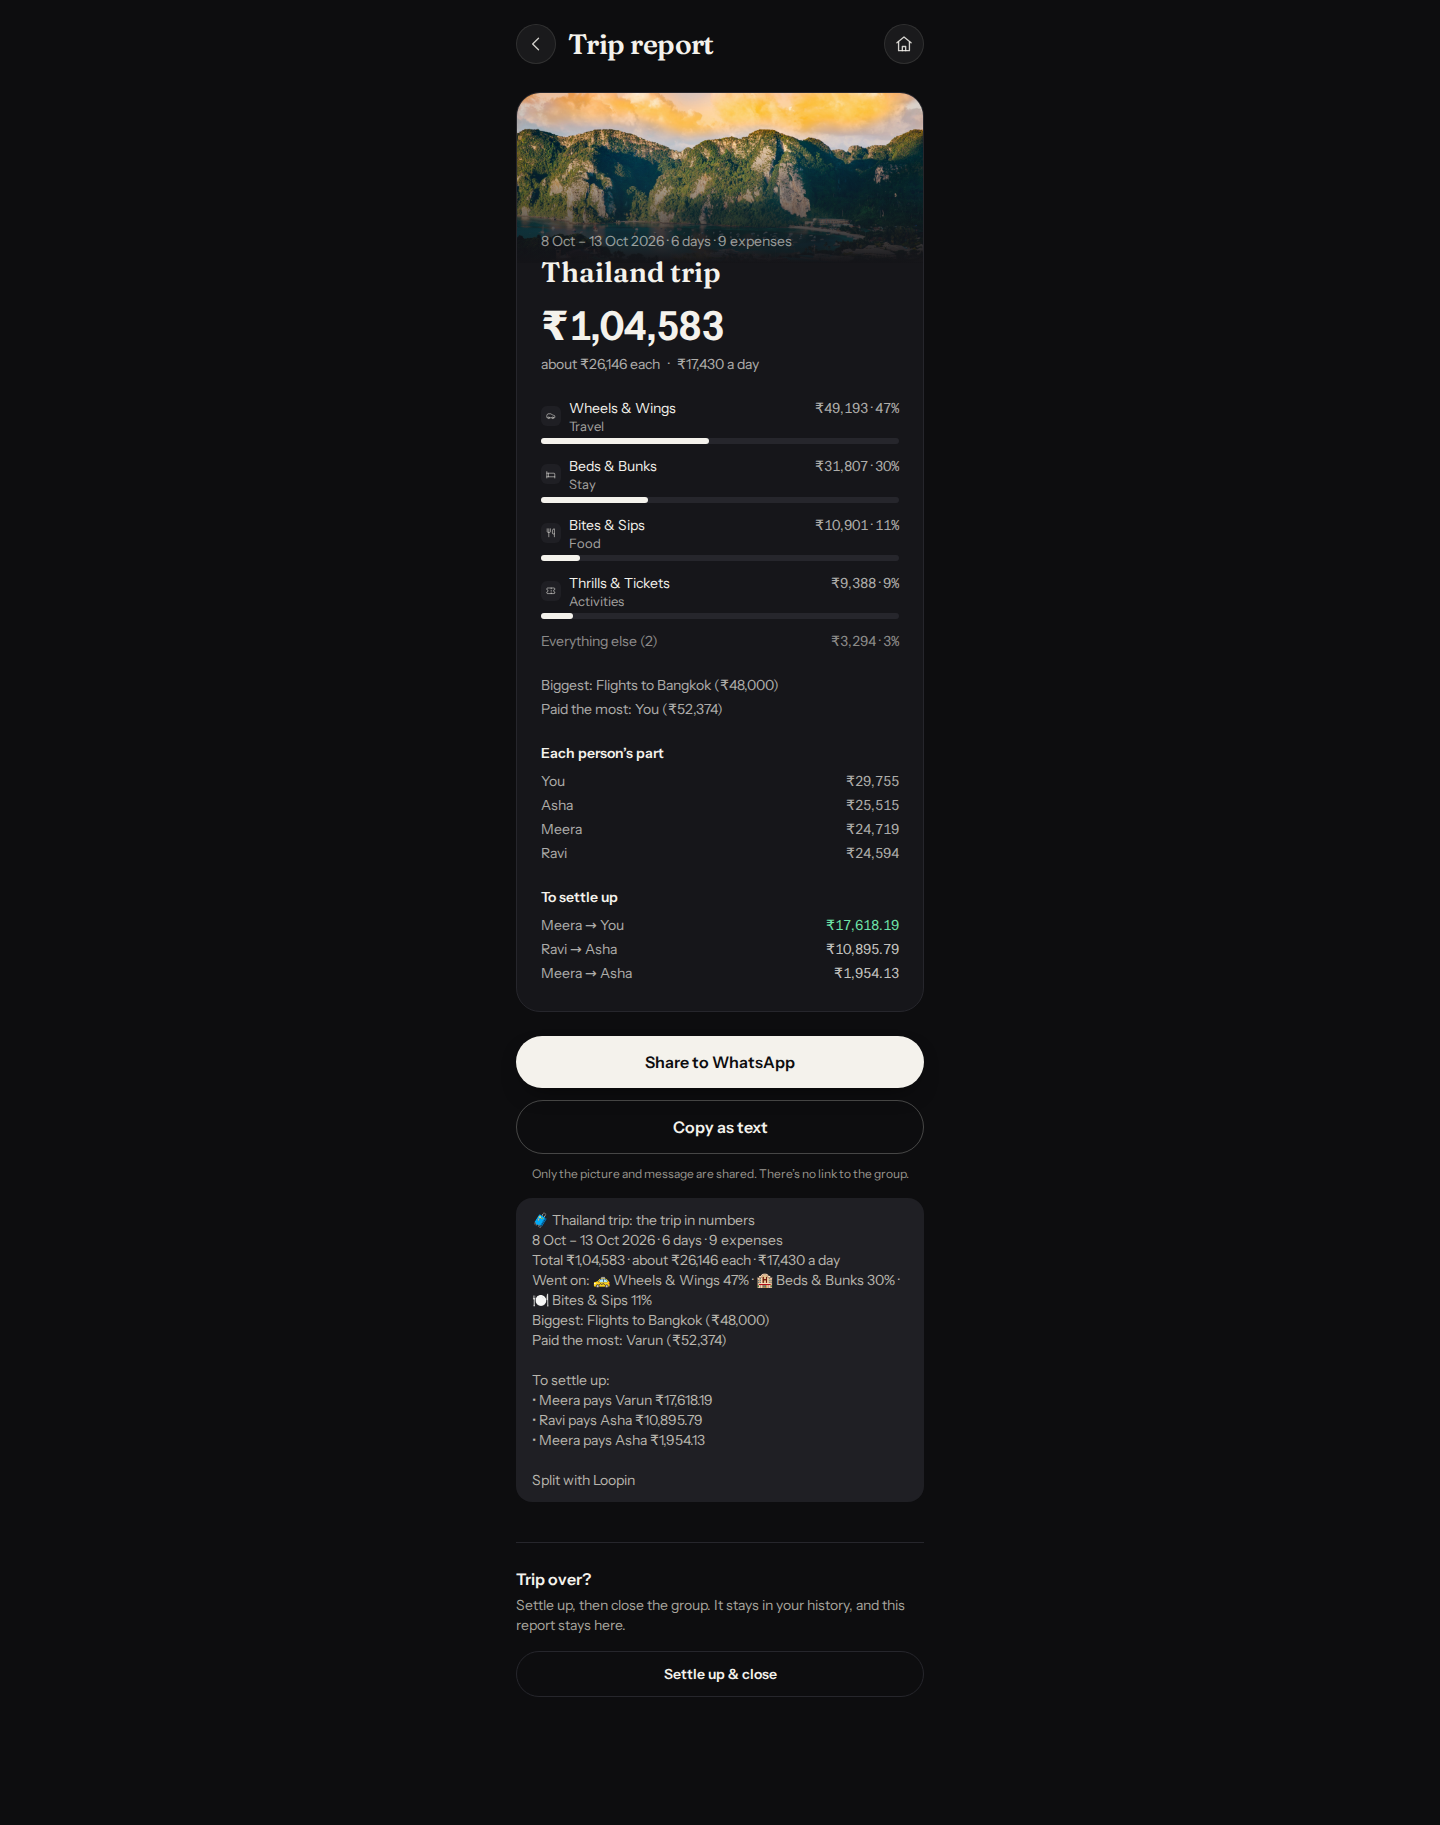 Trip report
8 Oct – 13 Oct 2026 · 6 days · 9 expenses
Thailand trip
₹1,04,583
about ₹26,146 each · ₹17,430 a day
Wheels & Wings ₹49,193 · 47%
Travel
Beds & Bunks ₹31,807 · 30%
Stay
Bites & Sips ₹10,901 · 11%
Food
Thrills & Tickets ₹9,388 · 9%
Activities
Everything else (2) ₹3,294 · 3%
Biggest: Flights to Bangkok (₹48,000)
Paid the most: You (₹52,374)
Each person’s part
You ₹29,755
Asha ₹25,515
Meera ₹24,719
Ravi ₹24,594
To settle up
Meera → You ₹17,618.19
Ravi → Asha ₹10,895.79
Meera → Asha ₹1,954.13
Share to WhatsApp
Copy as text
Only the picture and message are shared. There’s no link to the group.
🧳 Thailand trip: the trip in numbers
8 Oct – 13 Oct 2026 · 6 days · 9 expenses
Total ₹1,04,583 · about ₹26,146 each · ₹17,430 a day
Went on: 🚕 Wheels & Wings 47% · 🏨 Beds & Bunks 30% ·
🍽️ Bites & Sips 11%
Biggest: Flights to Bangkok (₹48,000)
Paid the most: Varun (₹52,374)
To settle up:
• Meera pays Varun ₹17,618.19
• Ravi pays Asha ₹10,895.79
• Meera pays Asha ₹1,954.13
Split with Loopin
Trip over?
Settle up, then close the group. It stays in your history, and this
report stays here.
Settle up & close